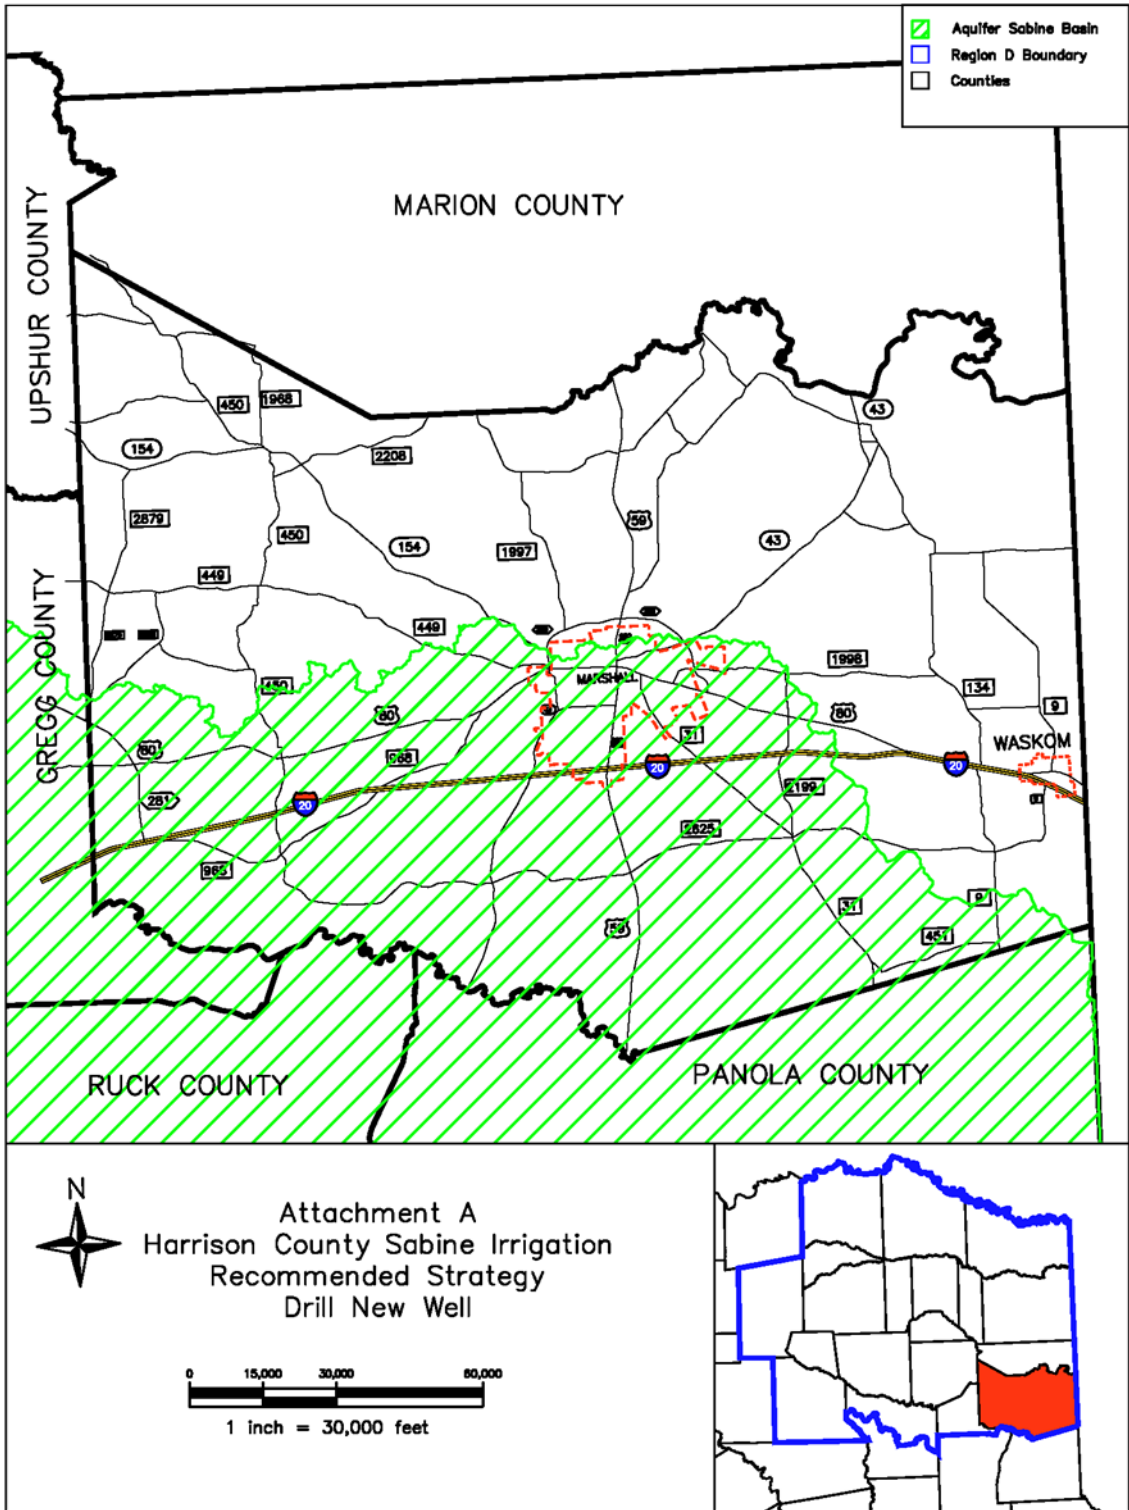 Aquifer Sabine Basin
Region D Boundary
Counties
MARION COUNTY
UPSHUR COUNTY
450
1968
43
154
2208
2879
59
450
154
1997
43
449
GREGG COUNTY
449
1998
450
MARSHALL
134
9
80
80
31
WASKOM
80
968
20
20
281
20
2199
2625
968
9
31
59
451
RUCK COUNTY
PANOLA COUNTY
N
Attachment A
Harrison County Sabine Irrigation
Recommended Strategy
Drill New Well
0 15,000 30,000 60,000
1 inch = 30,000 feet